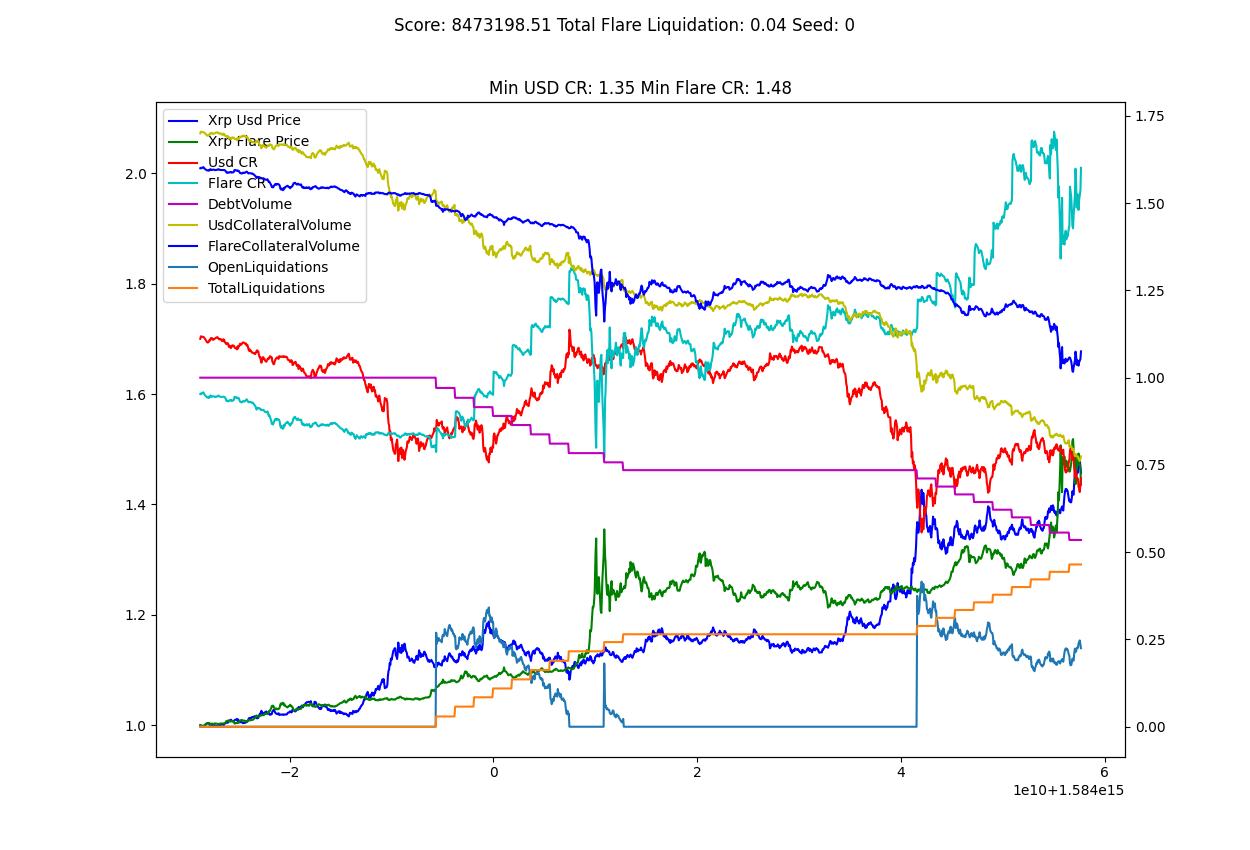 Score: 8473198.51 Total Flare Liquidation: 0.04 Seed: 0
Min USD CR: 1.35 Min Flare CR: 1.48
Xrp Usd Price
Xrp Flare Price
Usd CR
Flare CR
DebtVolume
UsdCollateralVolume
FlareCollateralVolume
OpenLiquidations
TotalLiquidations
2.0
1.8
1.6
1.4
1.2
1.0
1.75
1.50
1.25
1.00
0.75
0.50
0.25
0.00
−2
0
2
4
6
1e10+1.584e15